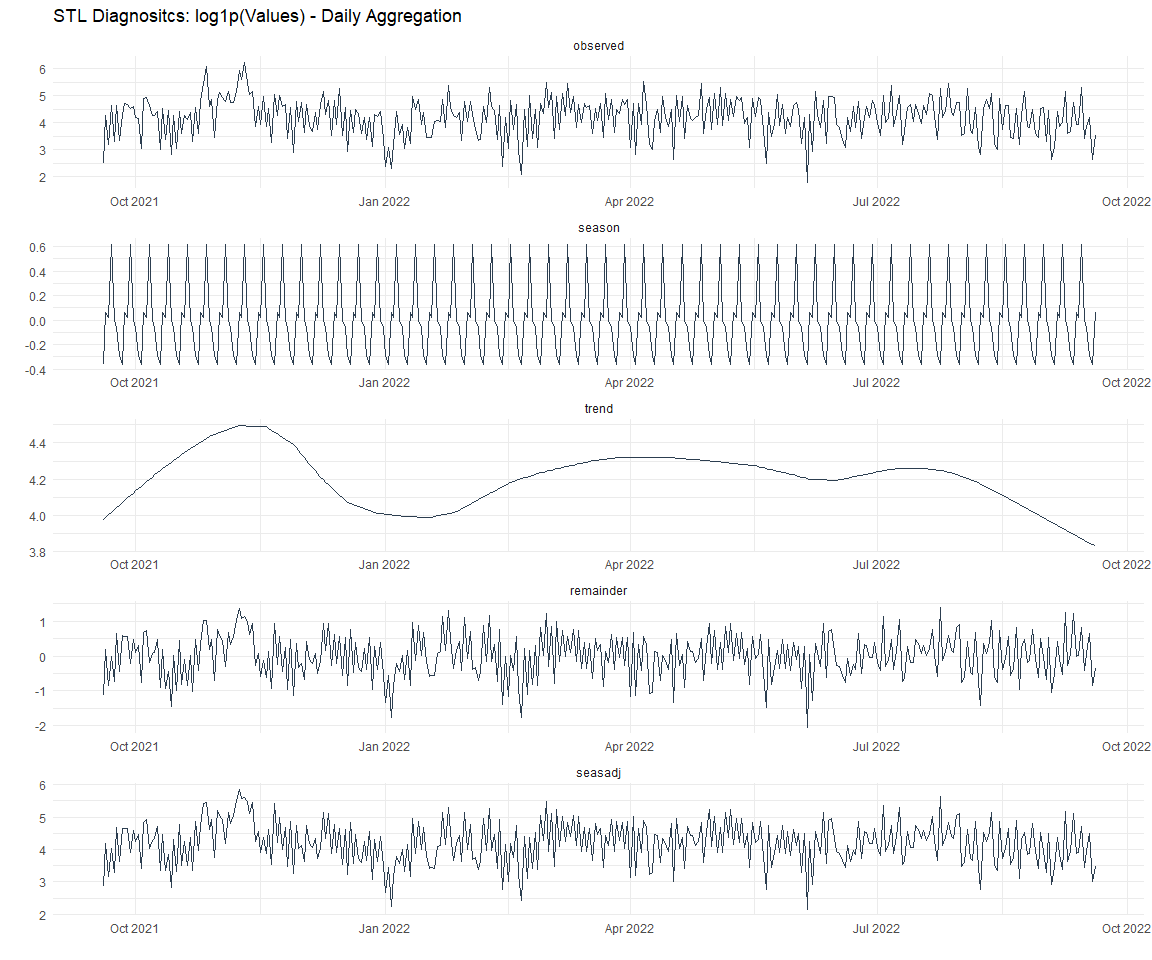 STL Diagnositcs: log1p(Values) - Daily Aggregation
observed
6
5
4
3
2
Oct 2021 Jan 2022 Apr 2022 Jul 2022 Oct 2022
season
0.6
0.4
0.2
0.0
-0.2
-0.4
Oct 2021 Jan 2022 Apr 2022 Jul 2022 Oct 2022
trend
4.4
4.2
4.0
3.8
Oct 2021 Jan 2022 Apr 2022 Jul 2022 Oct 2022
remainder
1
0
-1
-2
Oct 2021 Jan 2022 Apr 2022 Jul 2022 Oct 2022
seasadj
6
5
4
3
2
Oct 2021 Jan 2022 Apr 2022 Jul 2022 Oct 2022